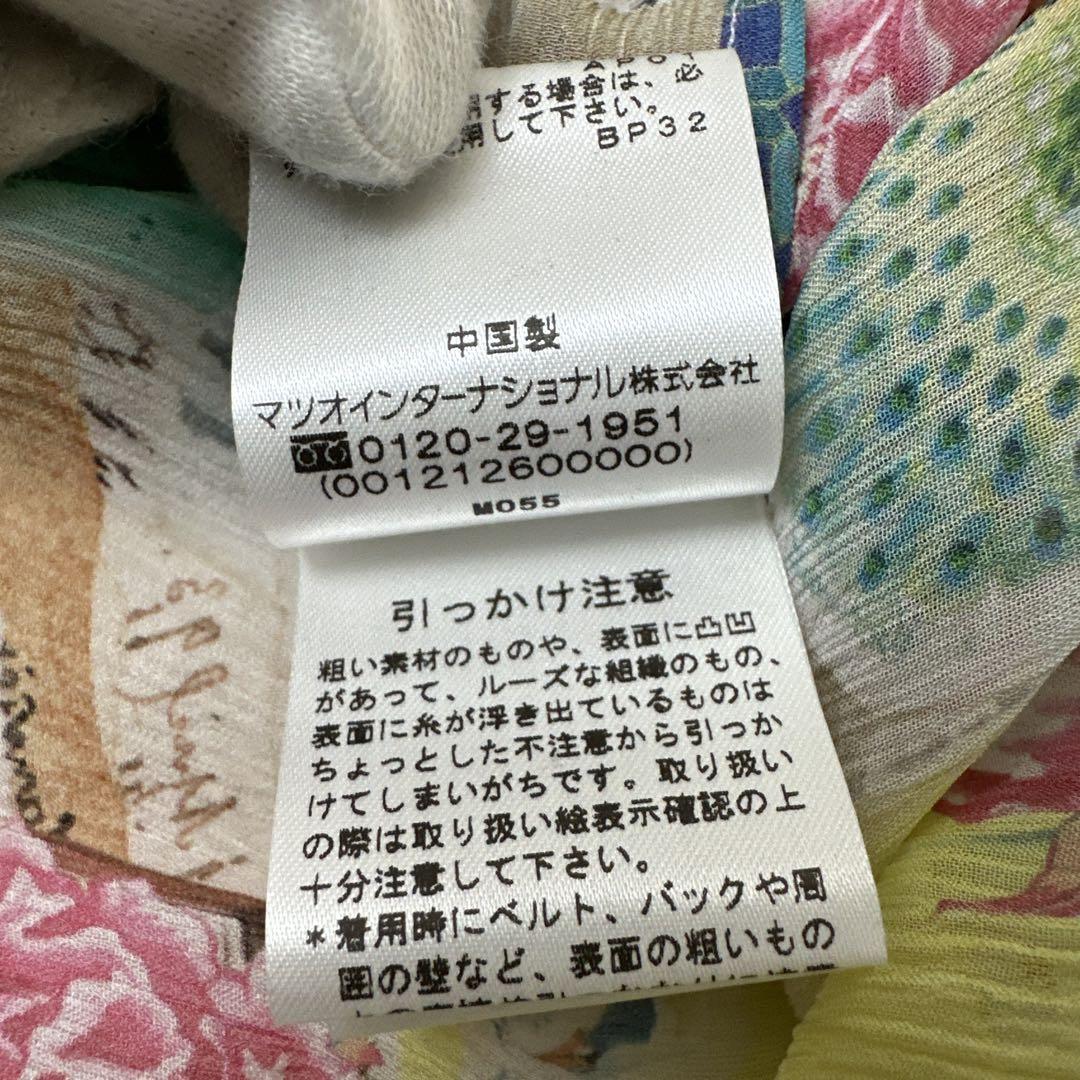 する場合は、必
用して下さい。
BP32
中国製
マツオインターナショナル株式会社
0120-29-1951
(001212600000)
M055
引っかけ注意
粗い素材のものや、表面に凸凹
があって、ルーズな組織のもの、
表面に糸が浮き出ているものは
ちょっとした不注意から引っか
けてしまいがちです。取り扱い
の際は取り扱い絵表示確認の上
十分注意して下さい。
*着用時にベルト、バックや周
囲の壁など、表面の粗いもの